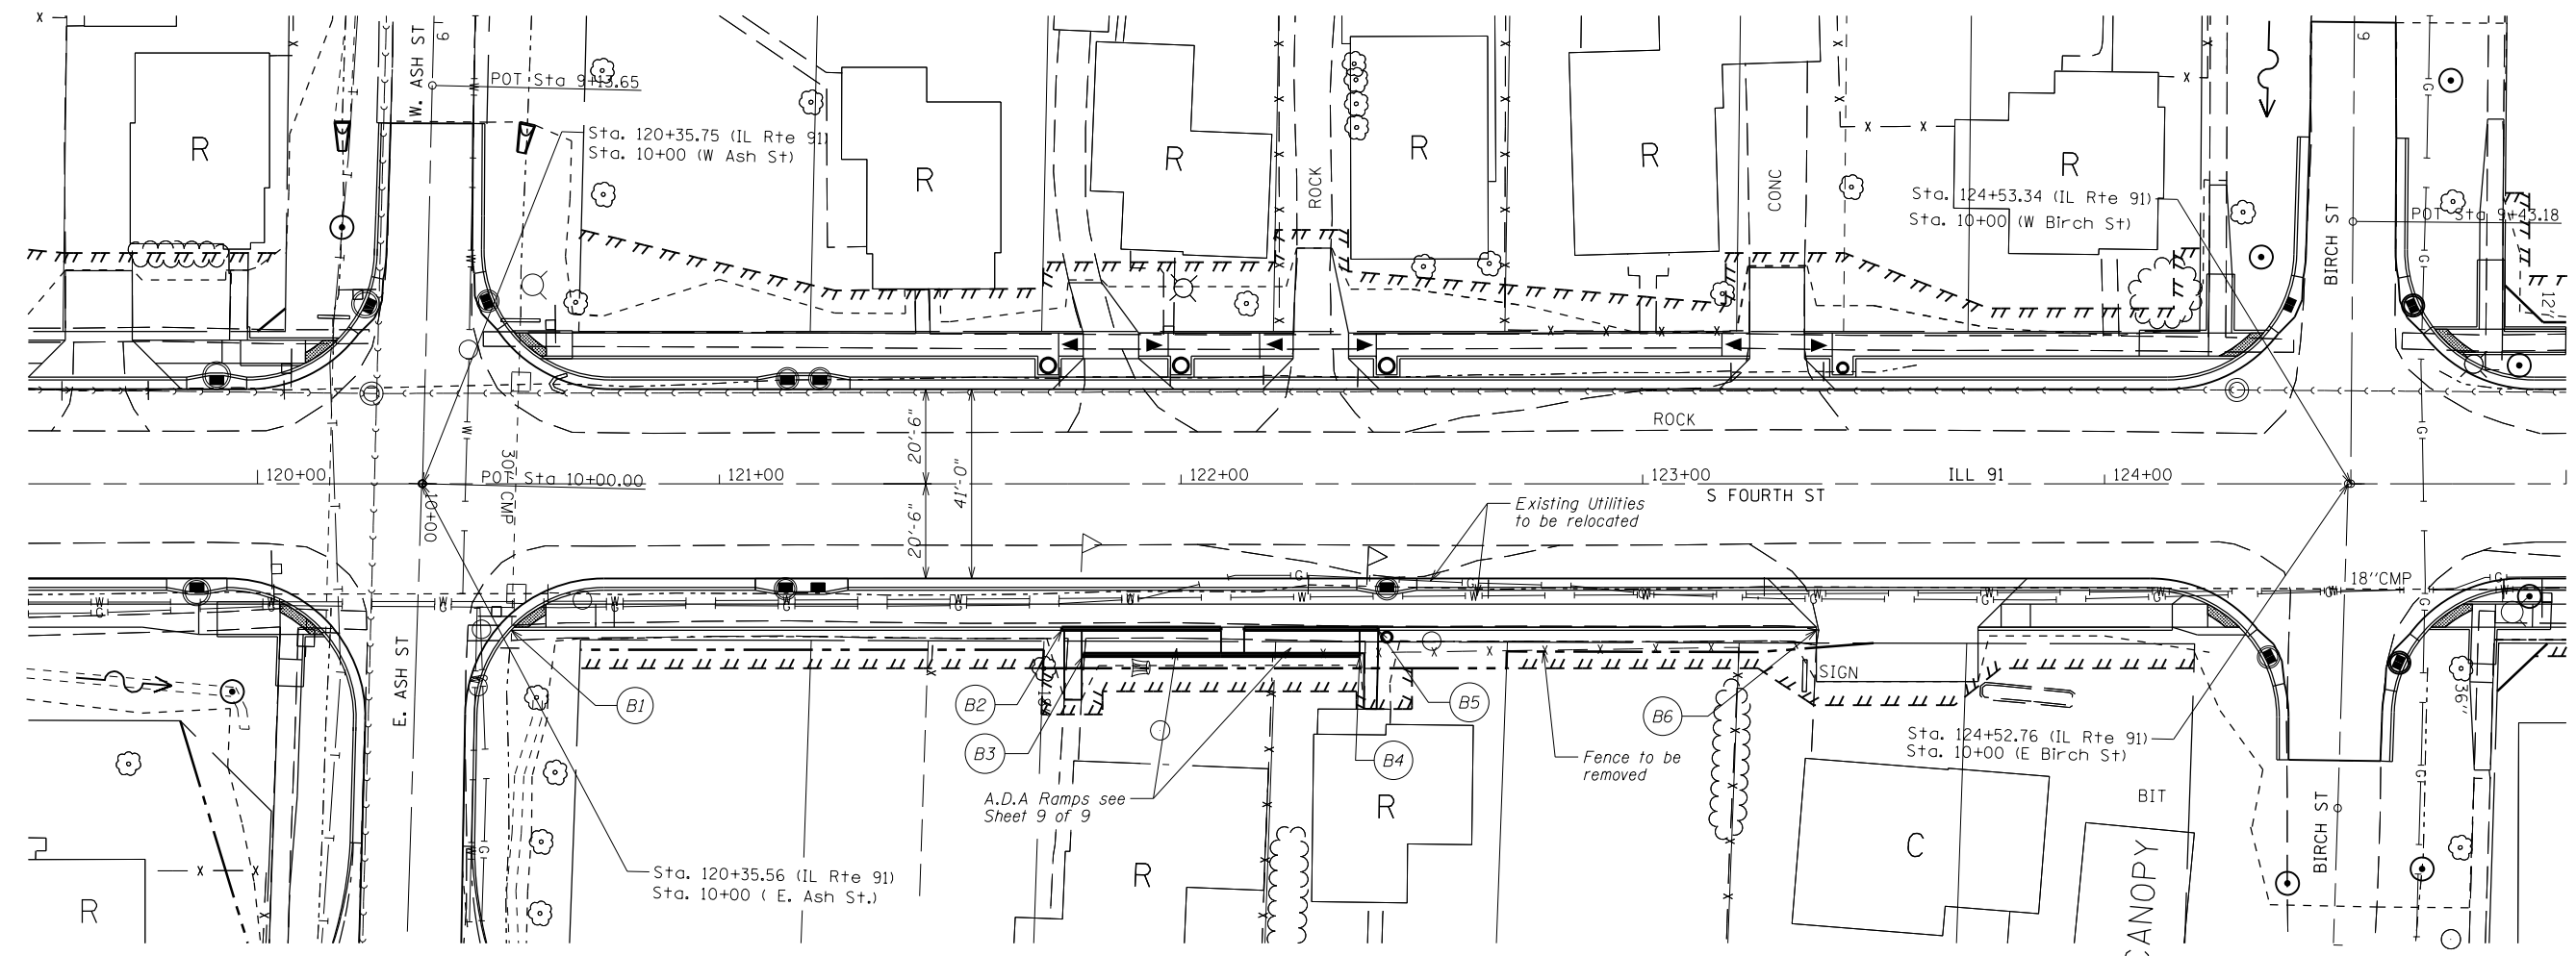 W. ASH ST
9
POT Sta 9+13.65
Sta. 120+35.75 (IL Rte 91)
Sta. 10+00 (W Ash St)
R
R
R
ROCK
R
R
CONC
R
Sta. 124+53.34 (IL Rte 91)
Sta. 10+00 (W Birch St)
BIRCH ST
9
POT Sta 9+43.18
12"
ROCK
20'-6"
41'-0"
20'-6"
120+00
POT Sta 10+00.00
121+00
122+00
123+00
ILL 91
124+00
S FOURTH ST
10+00
30" CMP
Existing Utilities
to be relocated
18"CMP
E. ASH ST
B1
B2
18"
B3
B4
B5
B6
SIGN
Fence to be
removed
Sta. 124+52.76 (IL Rte 91)
Sta. 10+00 (E Birch St)
36"
A.D.A Ramps see
Sheet 9 of 9
Sta. 120+35.56 (IL Rte 91)
Sta. 10+00 ( E. Ash St.)
R
R
R
C
BIT
CANOPY
BIRCH ST